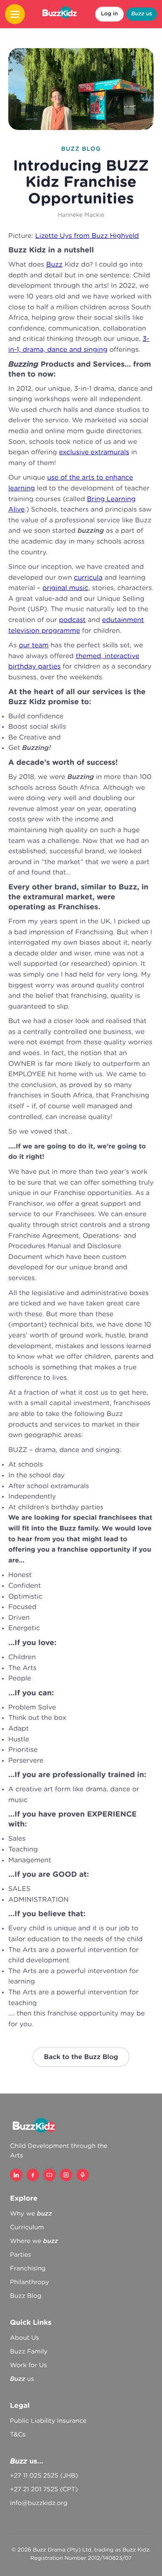 BuzzKidz
Log in
Buzz us
BUZZ BLOG
Introducing BUZZ
Kidz Franchise
Opportunities
Hanneke Mackie
Picture: Lizette Uys from Buzz Highveld
Buzz Kidz in a nutshell
What does Buzz Kidz do? I could go into
deep and detail but in one sentence: Child
development through the arts! In 2022, we
were 10 years old and we have worked with
close to half a million children across South
Africa, helping grow their social skills like
confidence, communication, collaboration
and critical thinking through our unique, 3-
in-1, drama, dance and singing offerings.
Buzzing Products and Services… from
then to now:
In 2012, our unique, 3-in-1 drama, dance and
singing workshops were all about the
individual, and unique needs of each school.
We would have calls and meetings and then
deliver the unique service. With more and
more online medium coming to the fore, and
people being glued to their devices, we
began offering exclusive extramurals in
many of them!
Our unique use of the arts to enhance
learning led to the development of teacher
training courses (called Bring Learning
Alive.) Schools from across the land saw the
value of a professional arts offering and we
soon started buzzing as a part of the
academic day in so many schools across
the country.
Since our inception, we have created and
developed our own curricula and learning
material – original music, stories, characters.
A great value add and our Unique Selling
Point (USP). This naturally led to the
creation of our podcast and edutainment
television programme for children.
As our team has the perfect skills set, we
have always offered themed, interactive
birthday parties for children as a secondary
business, over the weekends.
At the heart of all our services is the
Buzz Kidz promise to:
• Build confidence
• Boost social skills
• Be Creative and
• Get Buzzing!
A decade's worth of success!
By 2018, we were Buzzing in more than 100
schools across South Africa. Although we
were doing very well, and demand for our
work almost doubled year on year, operating
costs grew with the income and
maintaining high quality on such a huge
team was a challenge. Now that we had an
established, successful brand, we looked
around in "the market" that we were a part
of and found that…
Every other brand, similar to Buzz, in
the extramural market, were
operating as Franchises.
From my years spent in the UK, I picked up
a bad impression of Franchising. But when I
interrogated my own bias about it, I now truly
a decade older and wiser, mine was not a
well supported (or researched) opinion. It
was simply one I had held for very long. My
biggest worry was around quality control
and the belief that franchising, quality is
guaranteed to slip.
But we had a closer look and realised that
as a centrally controlled one business, we
were not exempt from these quality worries
and woes. In fact, the notion that an
OWNER is far more likely to outperform an
EMPLOYEE hit home with us. We came to
the conclusion, as proved by so many
franchises in South Africa, that Franchising
itself – if, of course well managed and
controlled, can increase quality!
So we vowed that…
….If we are going to do it, we're going to
do it right!
We have put in more than two year's work
to be sure that we can offer something truly
unique in our Franchise opportunities. As a
Franchisor, we offer a great support and
service to our Franchisees. We can ensure
quality through strict controls and a strong
Franchise Agreement, Operations- and
Procedures Manual and Disclosure
Document which have been custom
developed for our unique brand and
services.
All the legislative and administrative boxes
are ticked and we have taken great care
with these. But more than these
(important) technical bits, we have done 10
years' worth of ground work, hustle, brand
development, mistakes and lessons learned
to know what we offer children, parents and
schools is something that makes a true
difference to lives.
At a fraction of what it cost us to get here,
with a small capital investment, franchisees
are able to take the following Buzz
products and services to market in their
own geographic areas:
BUZZ – drama, dance and singing:
• At schools
• In the school day
• After school extramurals
• Independently
• At children's birthday parties
We are looking for special franchisees that
will fit into the Buzz family. We would love
to hear from you that might lead to
offering you a franchise opportunity if you
are…
• Honest
• Confident
• Optimistic
• Focused
• Driven
• Energetic
…If you love:
• Children
• The Arts
• People
…If you can:
• Problem Solve
• Think out the box
• Adapt
• Hustle
• Prioritise
• Perservere
…If you are professionally trained in:
• A creative art form like drama, dance or
music
…If you have proven EXPERIENCE
with:
• Sales
• Teaching
• Management
…If you are GOOD at:
• SALES
• ADMINISTRATION
…If you believe that:
• Every child is unique and it is our job to
tailor education to the needs of the child
• The Arts are a powerful intervention for
child development
• The Arts are a powerful intervention for
learning
• The Arts are a powerful intervention for
teaching
…. then this franchise opportunity may be
for you.
Back to the Buzz Blog
BuzzKidz
Child Development through the
Arts
Explore
Why we buzz
Curriculum
Where we buzz
Parties
Franchising
Philanthropy
Buzz Blog
Quick Links
About Us
Buzz Family
Work for Us
Buzz us
Legal
Public Liability Insurance
T&Cs
Buzz us…
+27 11 025 2525 (JHB)
+27 21 201 7525 (CPT)
info@buzzkidz.org
© 2026 Buzz Drama (Pty) Ltd, trading as Buzz Kidz.
Registration Number 2012/140823/07